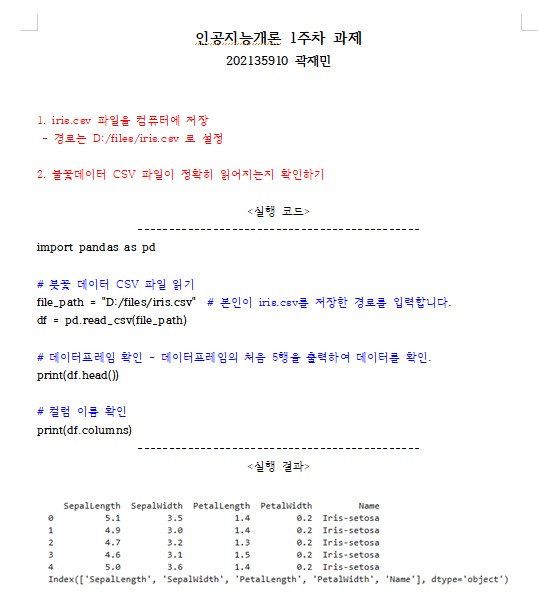 인공지능개론 1주차 과제
202135910 곽재민
1. iris.csv 파일을 컴퓨터에 저장
- 경로는 D:/files/iris.csv 로 설정
2. 불꽃데이터 CSV 파일이 정확히 읽어지는지 확인하기
<실행 코드>
---------------------------------------------
import pandas as pd
# 붓꽃 데이터 CSV 파일 읽기
file_path = "D:/files/iris.csv"  # 본인이 iris.csv를 저장한 경로를 입력합니다.
df = pd.read_csv(file_path)
# 데이터프레임 확인 - 데이터프레임의 처음 5행을 출력하여 데이터를 확인.
print(df.head())
# 컬럼 이름 확인
print(df.columns)
---------------------------------------------
<실행 결과>
SepalLength SepalWidth PetalLength PetalWidth Name
0 5.1 3.5 1.4 0.2 Iris-setosa
1 4.9 3.0 1.4 0.2 Iris-setosa
2 4.7 3.2 1.3 0.2 Iris-setosa
3 4.6 3.1 1.5 0.2 Iris-setosa
4 5.0 3.6 1.4 0.2 Iris-setosa
Index(['SepalLength', 'SepalWidth', 'PetalLength', 'PetalWidth', 'Name'], dtype='object')